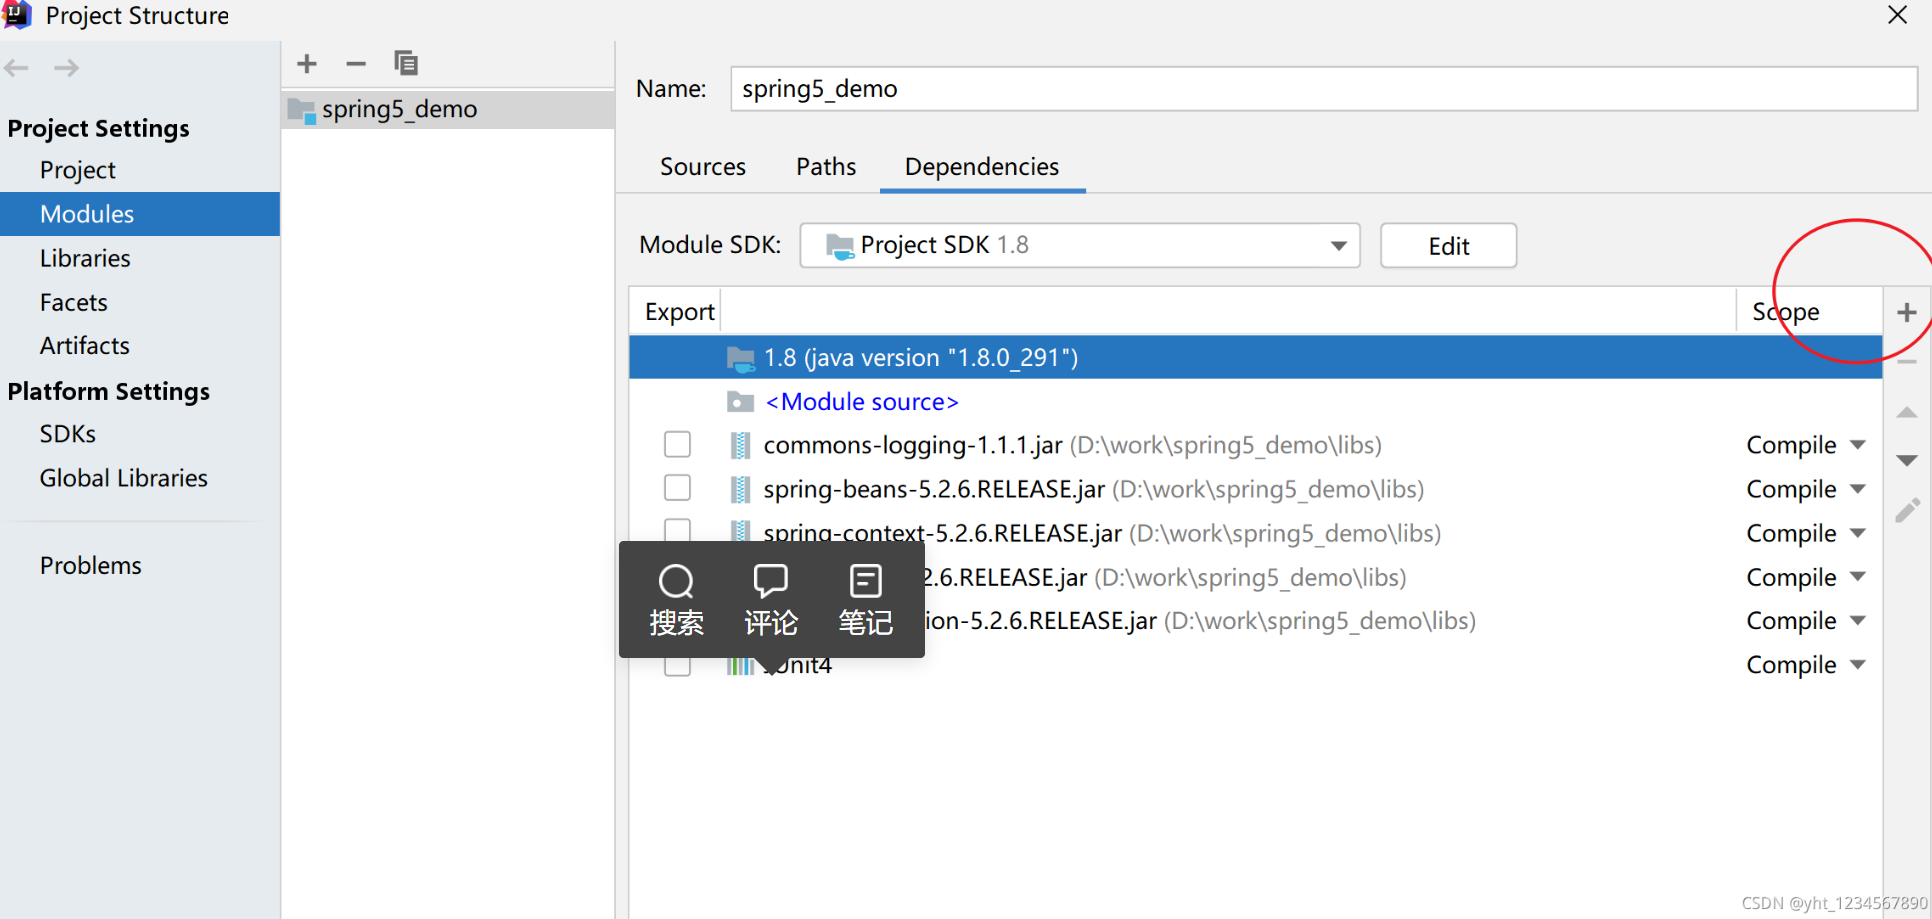 Project Structure
Project Settings
Project
Modules
Libraries
Facets
Artifacts
Platform Settings
SDKs
Global Libraries
Problems
spring5_demo
Name: spring5_demo
Sources Paths Dependencies
Module SDK: Project SDK 1.8 Edit
Export Scope
1.8 (java version "1.8.0_291")
<Module source>
commons-logging-1.1.1.jar (D:\work\spring5_demo\libs) Compile
spring-beans-5.2.6.RELEASE.jar (D:\work\spring5_demo\libs) Compile
spring-context-5.2.6.RELEASE.jar (D:\work\spring5_demo\libs) Compile
2.6.RELEASE.jar (D:\work\spring5_demo\libs) Compile
ion-5.2.6.RELEASE.jar (D:\work\spring5_demo\libs) Compile
JUnit4 Compile
搜索 评论 笔记
CSDN @yht_1234567890